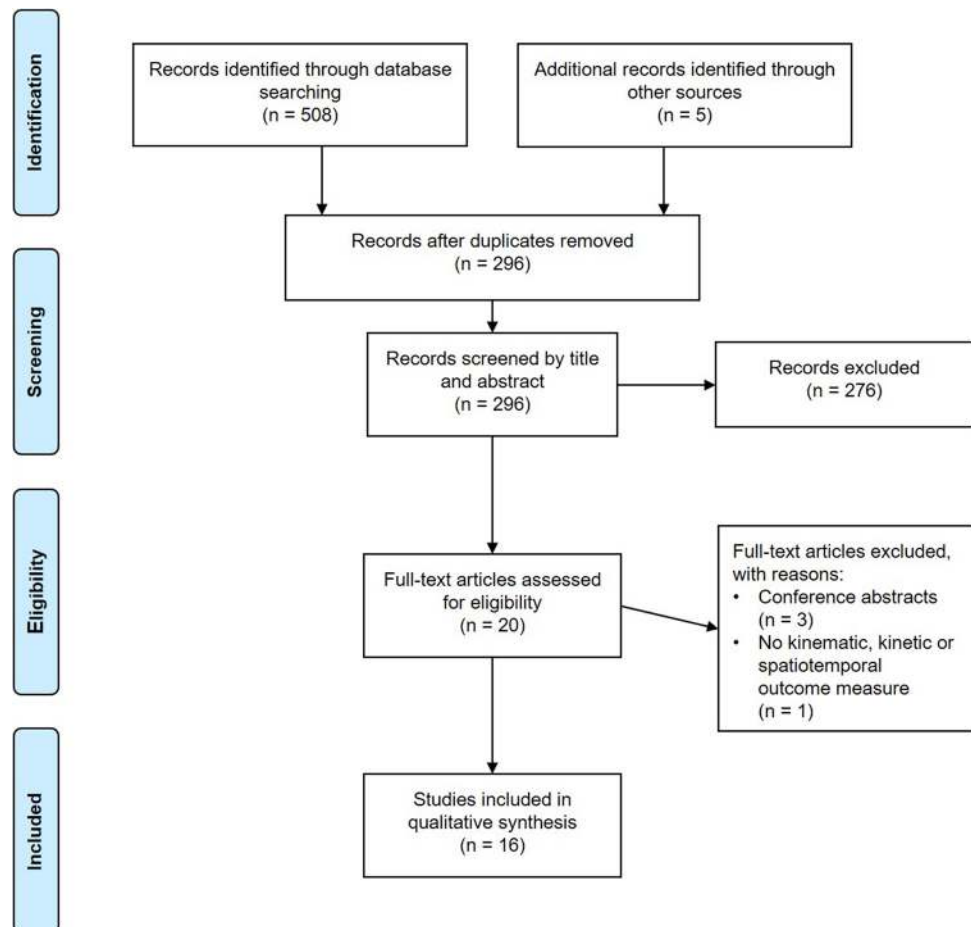 Identification
Records identified through database
searching
(n = 508)
Additional records identified through
other sources
(n = 5)
Records after duplicates removed
(n = 296)
Screening
Records screened by title
and abstract
(n = 296)
Records excluded
(n = 276)
Eligibility
Full-text articles assessed
for eligibility
(n = 20)
Full-text articles excluded,
with reasons:
• Conference abstracts
(n = 3)
• No kinematic, kinetic or
spatiotemporal
outcome measure
(n = 1)
Included
Studies included in
qualitative synthesis
(n = 16)